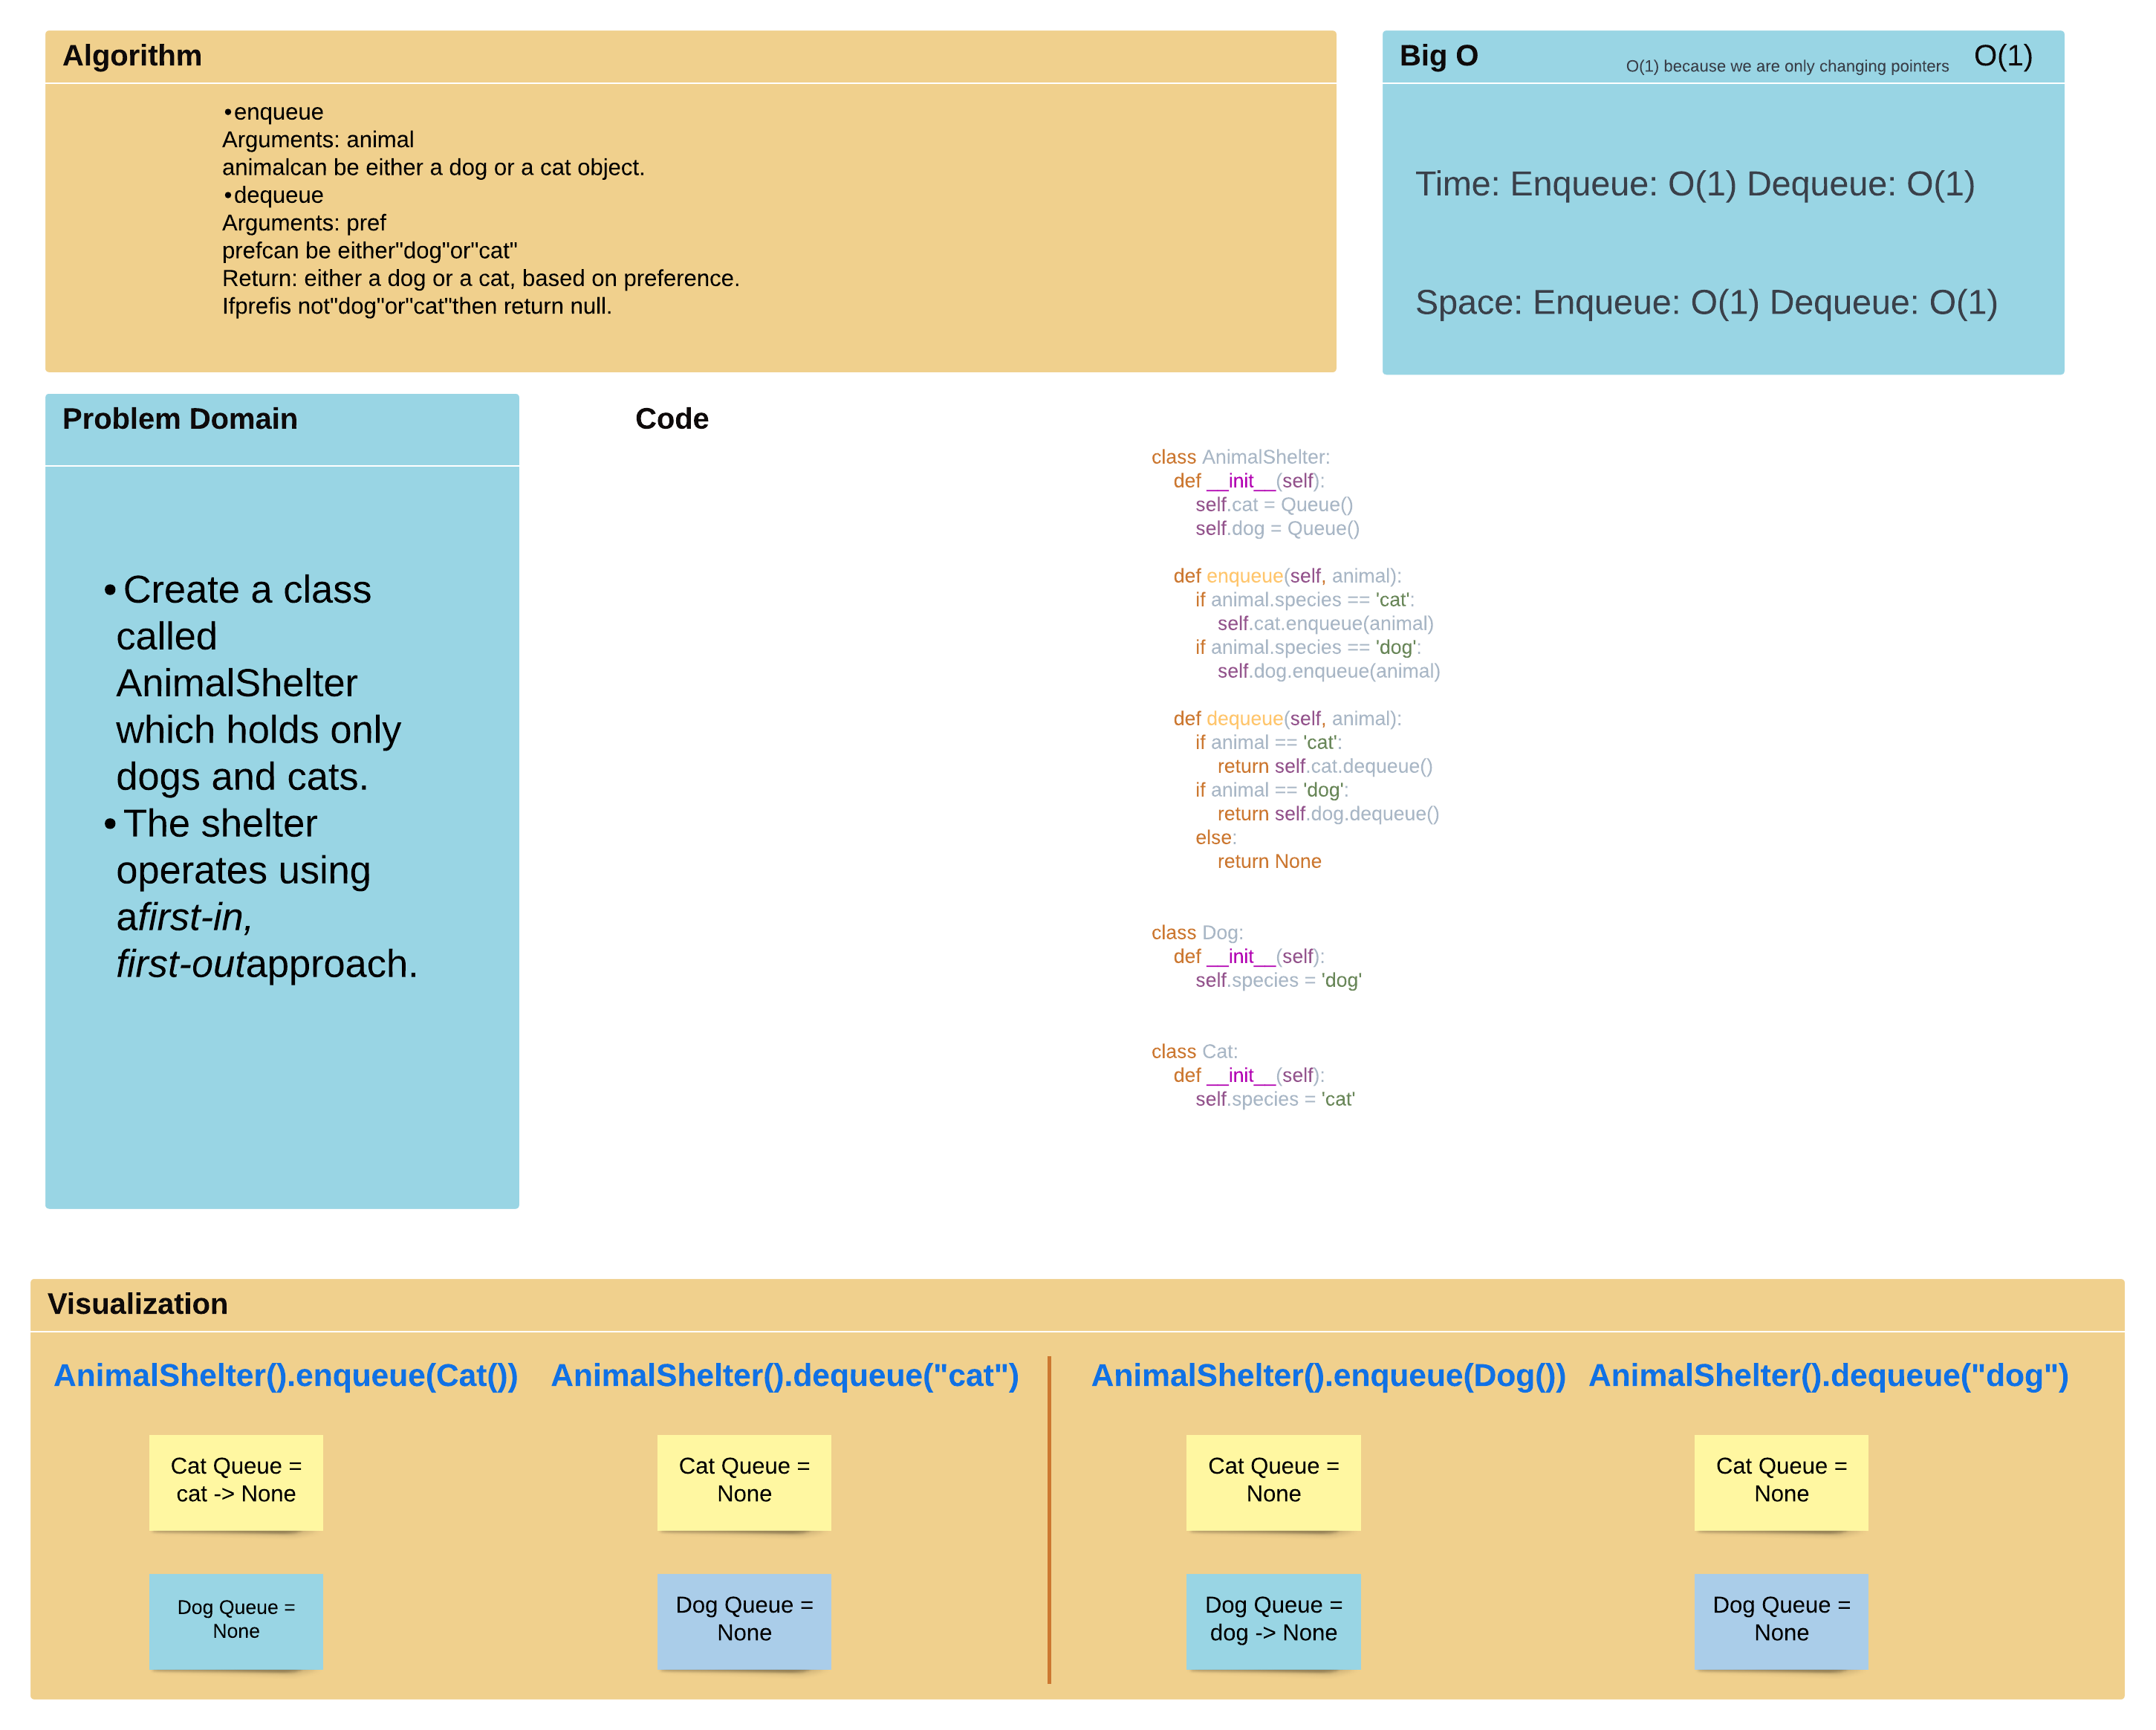 Algorithm
•enqueue
Arguments: animal
animalcan be either a dog or a cat object.
•dequeue
Arguments: pref
prefcan be either"dog"or"cat"
Return: either a dog or a cat, based on preference.
Ifprefis not"dog"or"cat"then return null.
Big O
O(1) because we are only changing pointers
O(1)
Time: Enqueue: O(1) Dequeue: O(1)
Space: Enqueue: O(1) Dequeue: O(1)
Problem Domain
• Create a class
called
AnimalShelter
which holds only
dogs and cats.
• The shelter
operates using
afirst-in,
first-outapproach.
Code
class AnimalShelter:
    def __init__(self):
        self.cat = Queue()
        self.dog = Queue()
    def enqueue(self, animal):
        if animal.species == 'cat':
            self.cat.enqueue(animal)
        if animal.species == 'dog':
            self.dog.enqueue(animal)
    def dequeue(self, animal):
        if animal == 'cat':
            return self.cat.dequeue()
        if animal == 'dog':
            return self.dog.dequeue()
        else:
            return None
class Dog:
    def __init__(self):
        self.species = 'dog'
class Cat:
    def __init__(self):
        self.species = 'cat'
Visualization
AnimalShelter().enqueue(Cat())
Cat Queue =
cat -> None
Dog Queue =
None
AnimalShelter().dequeue("cat")
Cat Queue =
None
Dog Queue =
None
AnimalShelter().enqueue(Dog())
Cat Queue =
None
Dog Queue =
dog -> None
AnimalShelter().dequeue("dog")
Cat Queue =
None
Dog Queue =
None